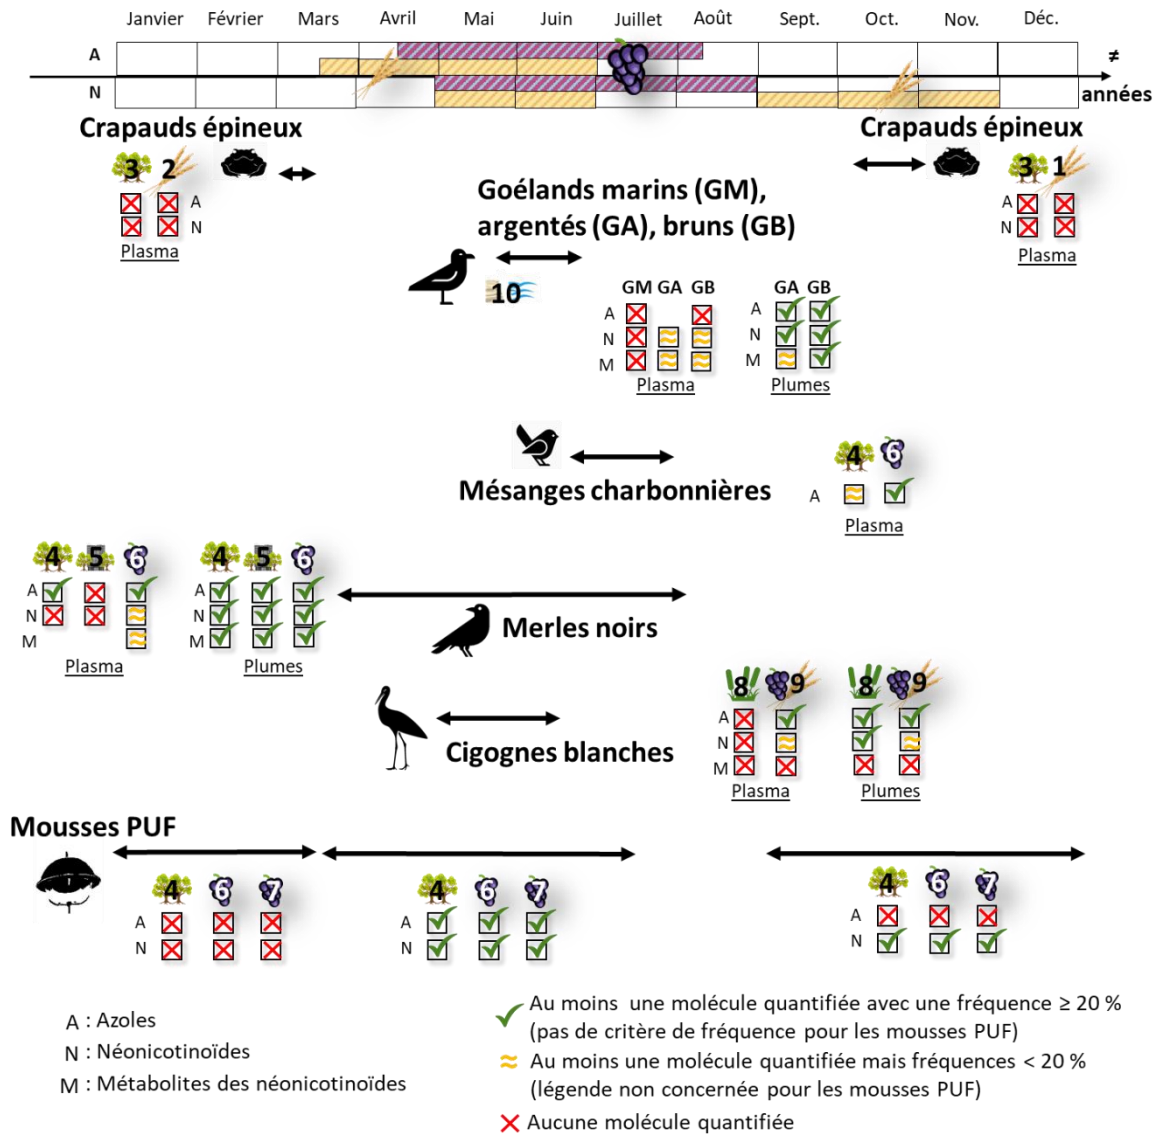 Janvier Février Mars Avril Mai Juin Juillet Août Sept. Oct. Nov. Déc.
A ≠
N années
Crapauds épineux Crapauds épineux
3 2 3 1
A A
N N
Plasma Plasma
Goélands marins (GM),
argentés (GA), bruns (GB)
10
GM GA GB GA GB
A A
N N
M M
Plasma Plumes
4 6
Mésanges charbonnières
A
Plasma
4 5 6 4 5 6
A A
N N
M M
Merles noirs
Plasma Plumes
8 9 8 9
A
N
M
Cigognes blanches
Plasma Plumes
Mousses PUF
4 6 7 4 6 7 4 6 7
A A A
N N N
A : Azoles
N : Néonicotinoïdes
M : Métabolites des néonicotinoïdes
Au moins une molécule quantifiée avec une fréquence ≥ 20 %
(pas de critère de fréquence pour les mousses PUF)
Au moins une molécule quantifiée mais fréquences < 20 %
(légende non concernée pour les mousses PUF)
Aucune molécule quantifiée